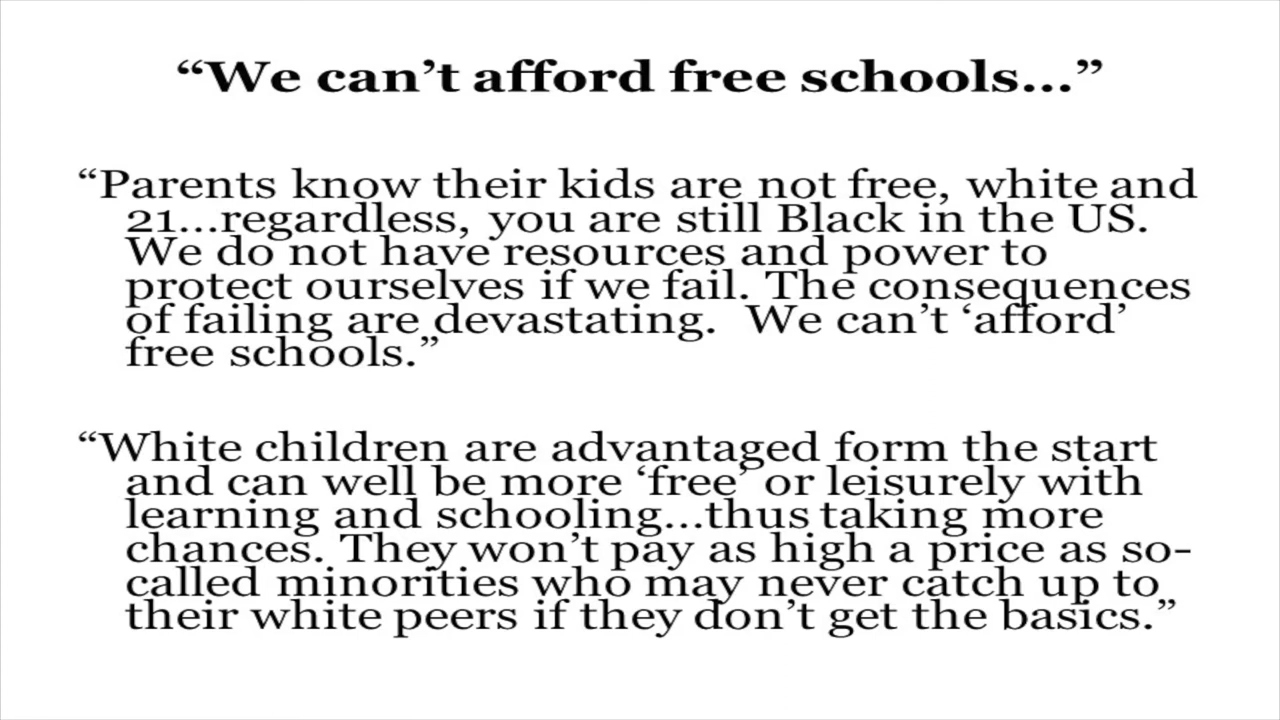 “We can’t afford free schools…”
“Parents know their kids are not free, white and
21…regardless, you are still Black in the US.
We do not have resources and power to
protect ourselves if we fail. The consequences
of failing are devastating.  We can’t ‘afford’
free schools.”
“White children are advantaged form the start
and can well be more ‘free’ or leisurely with
learning and schooling…thus taking more
chances. They won’t pay as high a price as so-
called minorities who may never catch up to
their white peers if they don’t get the basics.”